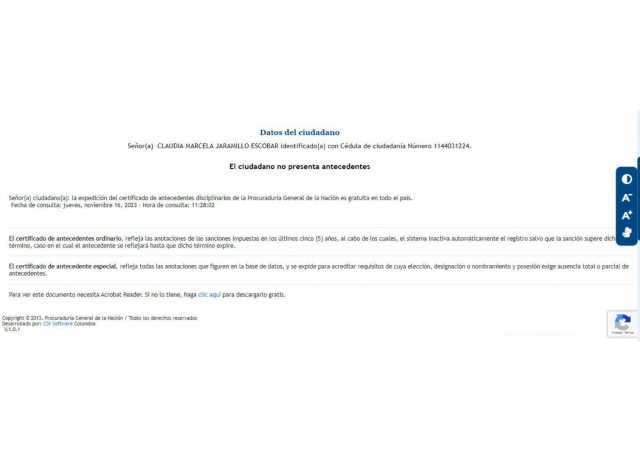 Datos del ciudadano
Señor(a) CLAUDIA MARCELA JARAMILLO ESCOBAR identificado(a) con Cédula de ciudadanía Número 1144031224.
El ciudadano no presenta antecedentes
Señor(a) ciudadano(a): la expedición del certificado de antecedentes disciplinarios de la Procuraduría General de la Nación es gratuita en todo el país.
Fecha de consulta: jueves, noviembre 16, 2023 - Hora de consulta: 11:28:02
A-
A+
El certificado de antecedentes ordinario, refleja las anotaciones de las sanciones impuestas en los últimos cinco (5) años, al cabo de los cuales, el sistema inactiva automáticamente el registro salvo que la sanción supere dich
término, caso en el cual el antecedente se reflejará hasta que dicho término expire.
El certificado de antecedente especial, refleja todas las anotaciones que figuren en la base de datos, y se expide para acreditar requisitos de cuya elección, designación o nombramiento y posesión exige ausencia total o parcial de
antecedentes.
Para ver este documento necesita Acrobat Reader. Si no lo tiene, haga clic aquí para descargarlo gratis.
Copyright © 2013. Procuraduría General de la Nación / Todos los derechos reservados
Desarrollado por: CSI Software Colombia
V.1.0.1